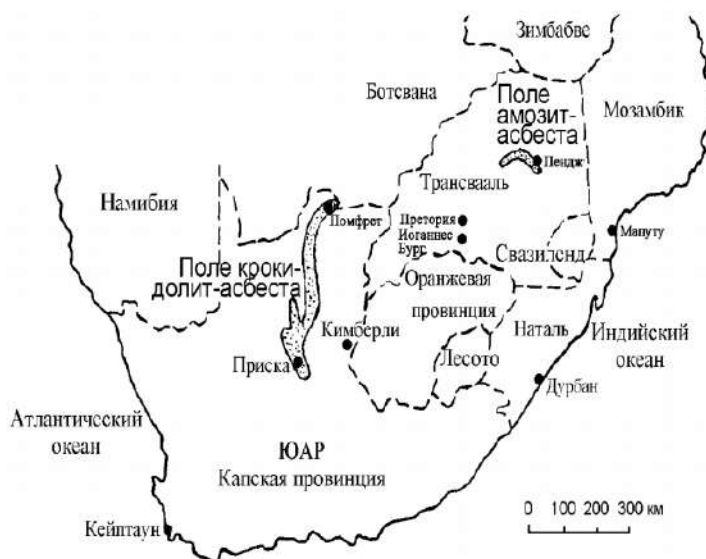 Зимбабве
Ботсвана
Поле
амозит-
асбеста
Мозамбик
Пендж
Намибия
Трансвааль
Помфрет
Претория
Иоганнес
Бург
Мапуту
Свазиленд
Поле кроки-
долит-асбеста
Оранжевая
провинция
Кимберли
Наталь
Индийский
океан
Лесото
Приска
Дурбан
Атлантический
океан
ЮАР
Капская провинция
Кейптаун
0 100 200 300 км